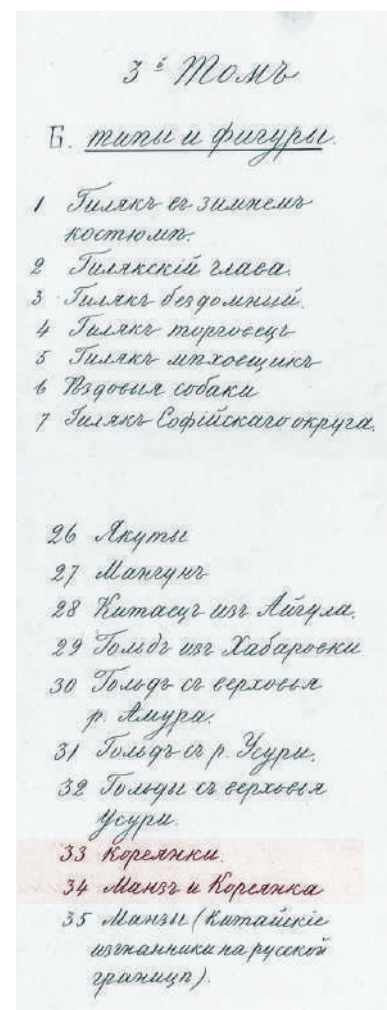 3й Томъ
Б. типы и фигуры.
1 Гилякъ въ зимнемъ
костюмѣ.
2 Гилякскій глава.
3 Гилякъ бездомный.
4 Гилякъ торговецъ
5 Гилякъ мѣховщикъ
6 Ѣздовыя собаки
7 Гилякъ Софійскаго округа.
26 Якуты
27 Мангунъ
28 Китаецъ изъ Айгула.
29 Гольдъ изъ Хабаровки
30 Гольдъ съ верховья
р. Амура.
31 Гольдъ съ р. Усури.
32 Гольды съ верховья
Усури.
33 Кореянки.
34 Манзъ и Кореянка
35 Манзы (Китайскіе
изгнанники на русской
границѣ).